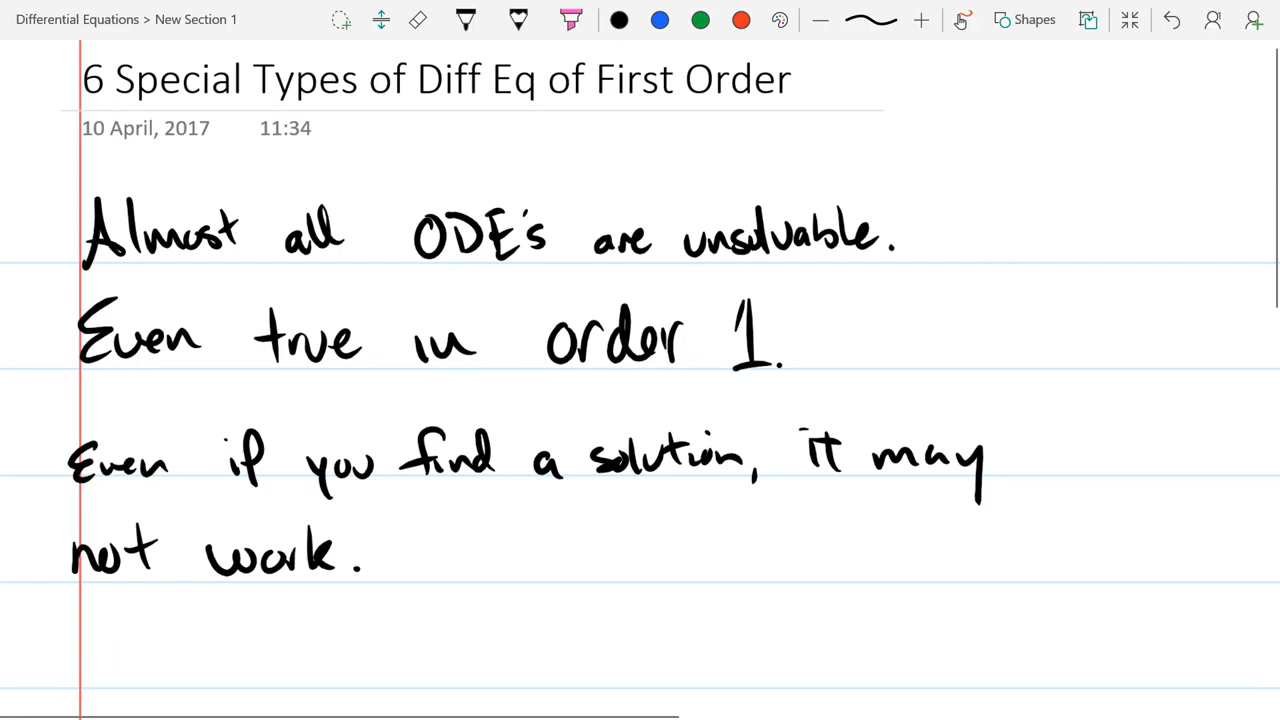 Differential Equations > New Section 1
Shapes
6 Special Types of Diff Eq of First Order
10 April, 2017 11:34
Almost all ODE's are unsolvable.
Even true in order 1.
Even if you find a solution, it may
not work.